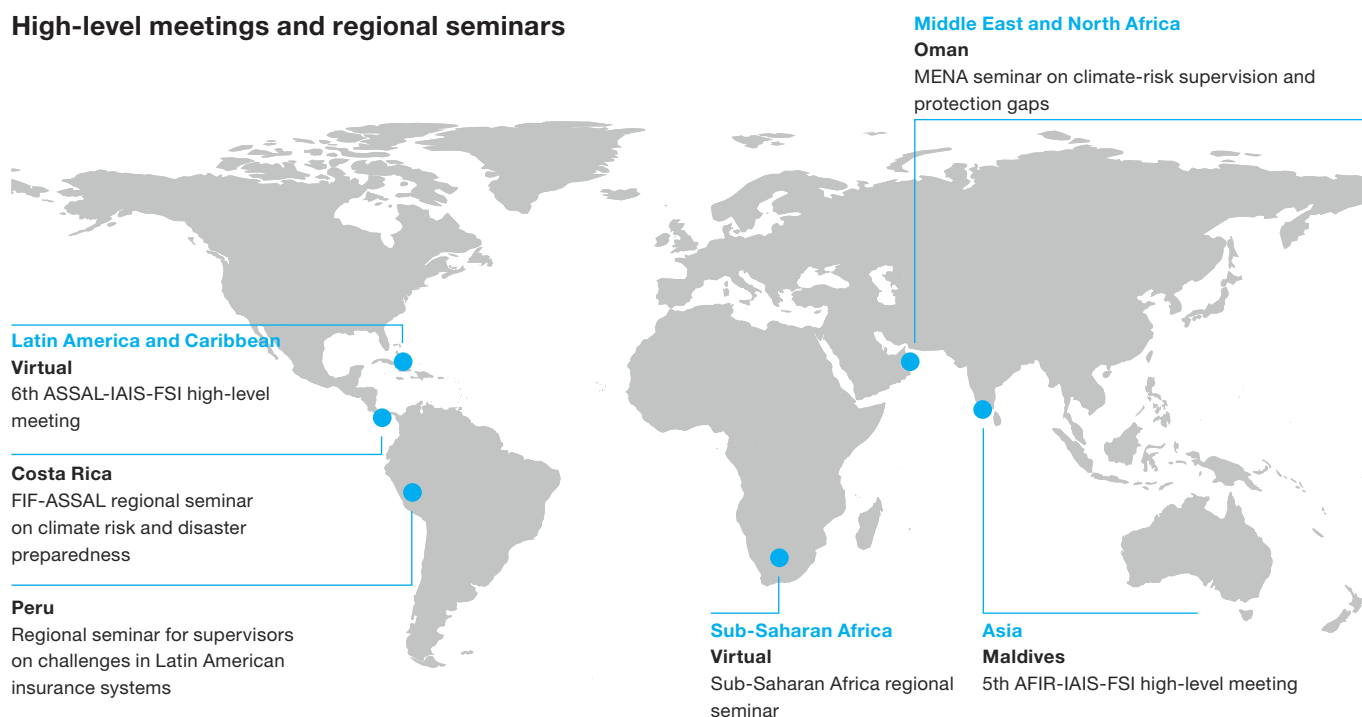 High-level meetings and regional seminars
Middle East and North Africa
Oman
MENA seminar on climate-risk supervision and
protection gaps
Latin America and Caribbean
Virtual
6th ASSAL-IAIS-FSI high-level
meeting
Costa Rica
FIF-ASSAL regional seminar
on climate risk and disaster
preparedness
Peru
Regional seminar for supervisors
on challenges in Latin American
insurance systems
Sub-Saharan Africa
Virtual
Sub-Saharan Africa regional
seminar
Asia
Maldives
5th AFIR-IAIS-FSI high-level meeting